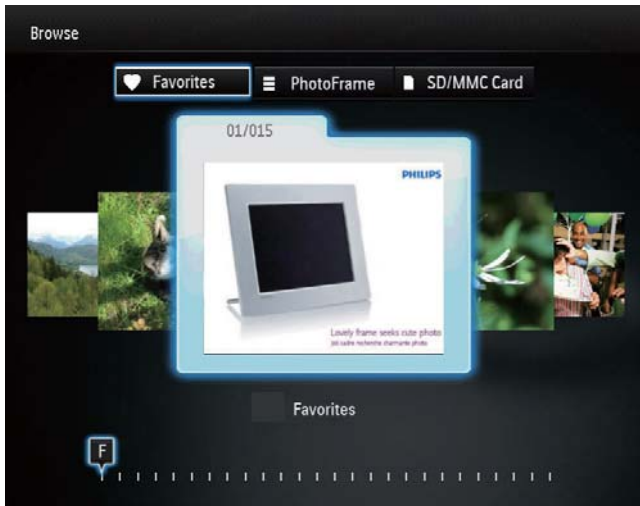 Browse
Favorites PhotoFrame SD/MMC Card
01/015
PHILIPS
Lovely frame seeks cute photo
Joli cadre recherche charmante photo
Favorites
F